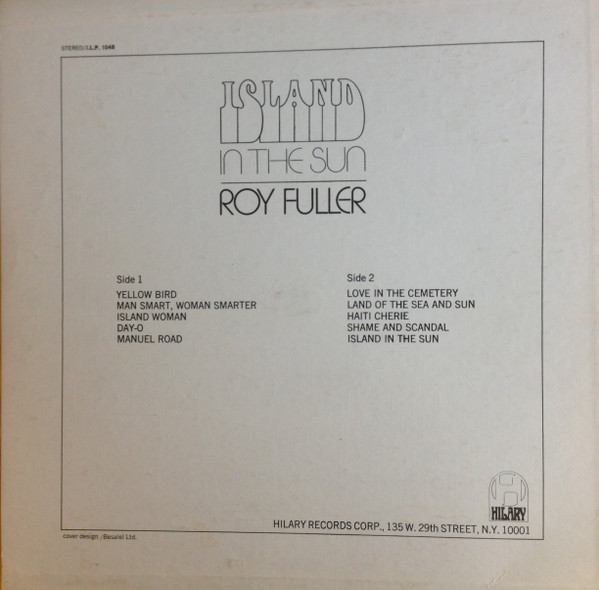 STEREO/I.L.P. 1048
ISLAND
IN THE SUN
ROY FULLER
Side 1
YELLOW BIRD
MAN SMART, WOMAN SMARTER
ISLAND WOMAN
DAY-O
MANUEL ROAD
Side 2
LOVE IN THE CEMETERY
LAND OF THE SEA AND SUN
HAITI CHERIE
SHAME AND SCANDAL
ISLAND IN THE SUN
H
HILARY
HILARY RECORDS CORP., 135 W. 29th STREET, N.Y. 10001
cover design / Ltd.